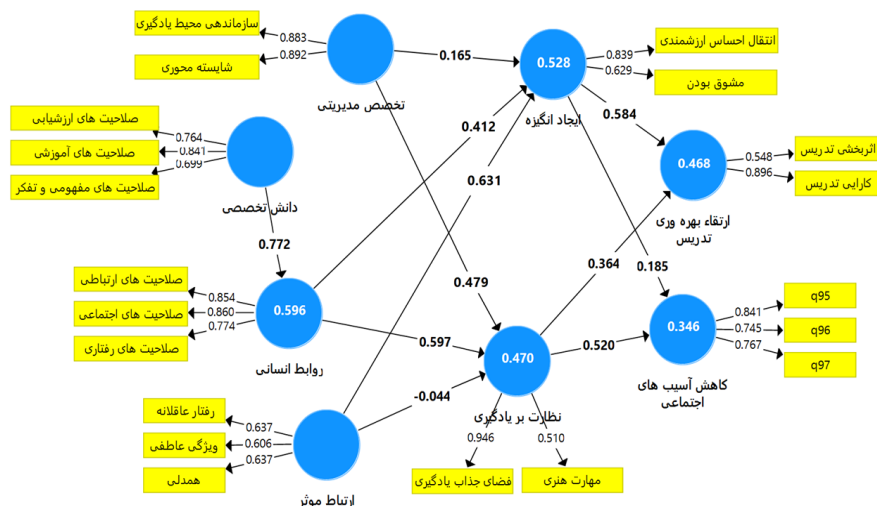 سازماندهی محیط یادگیری
0.883
شایسته محوری
0.892
تخصص مدیریتی
0.165
0.528
ایجاد انگیزه
0.839
انتقال احساس ارزشمندی
0.629
مشوق بودن
صلاحیت های ارزشیابی
0.764
صلاحیت های آموزشی
0.841
صلاحیت های مفهومی و تفکر
0.699
دانش تخصصی
0.772
0.412
0.631
0.584
0.468
ارتقاء بهره وری
تدریس
0.548
اثربخشی تدریس
0.896
کارایی تدریس
0.479
0.364
0.185
صلاحیت های ارتباطی
0.854
صلاحیت های اجتماعی
0.860
صلاحیت های رفتاری
0.774
0.596
روابط انسانی
0.597
-0.044
0.470
نظارت بر یادگیری
0.520
0.346
کاهش آسیب های
اجتماعی
0.841
q95
0.745
q96
0.767
q97
رفتار عاقلانه
0.637
ویژگی عاطفی
0.606
همدلی
0.637
ارتباط موثر
0.946
فضای جذاب یادگیری
0.510
مهارت هنری